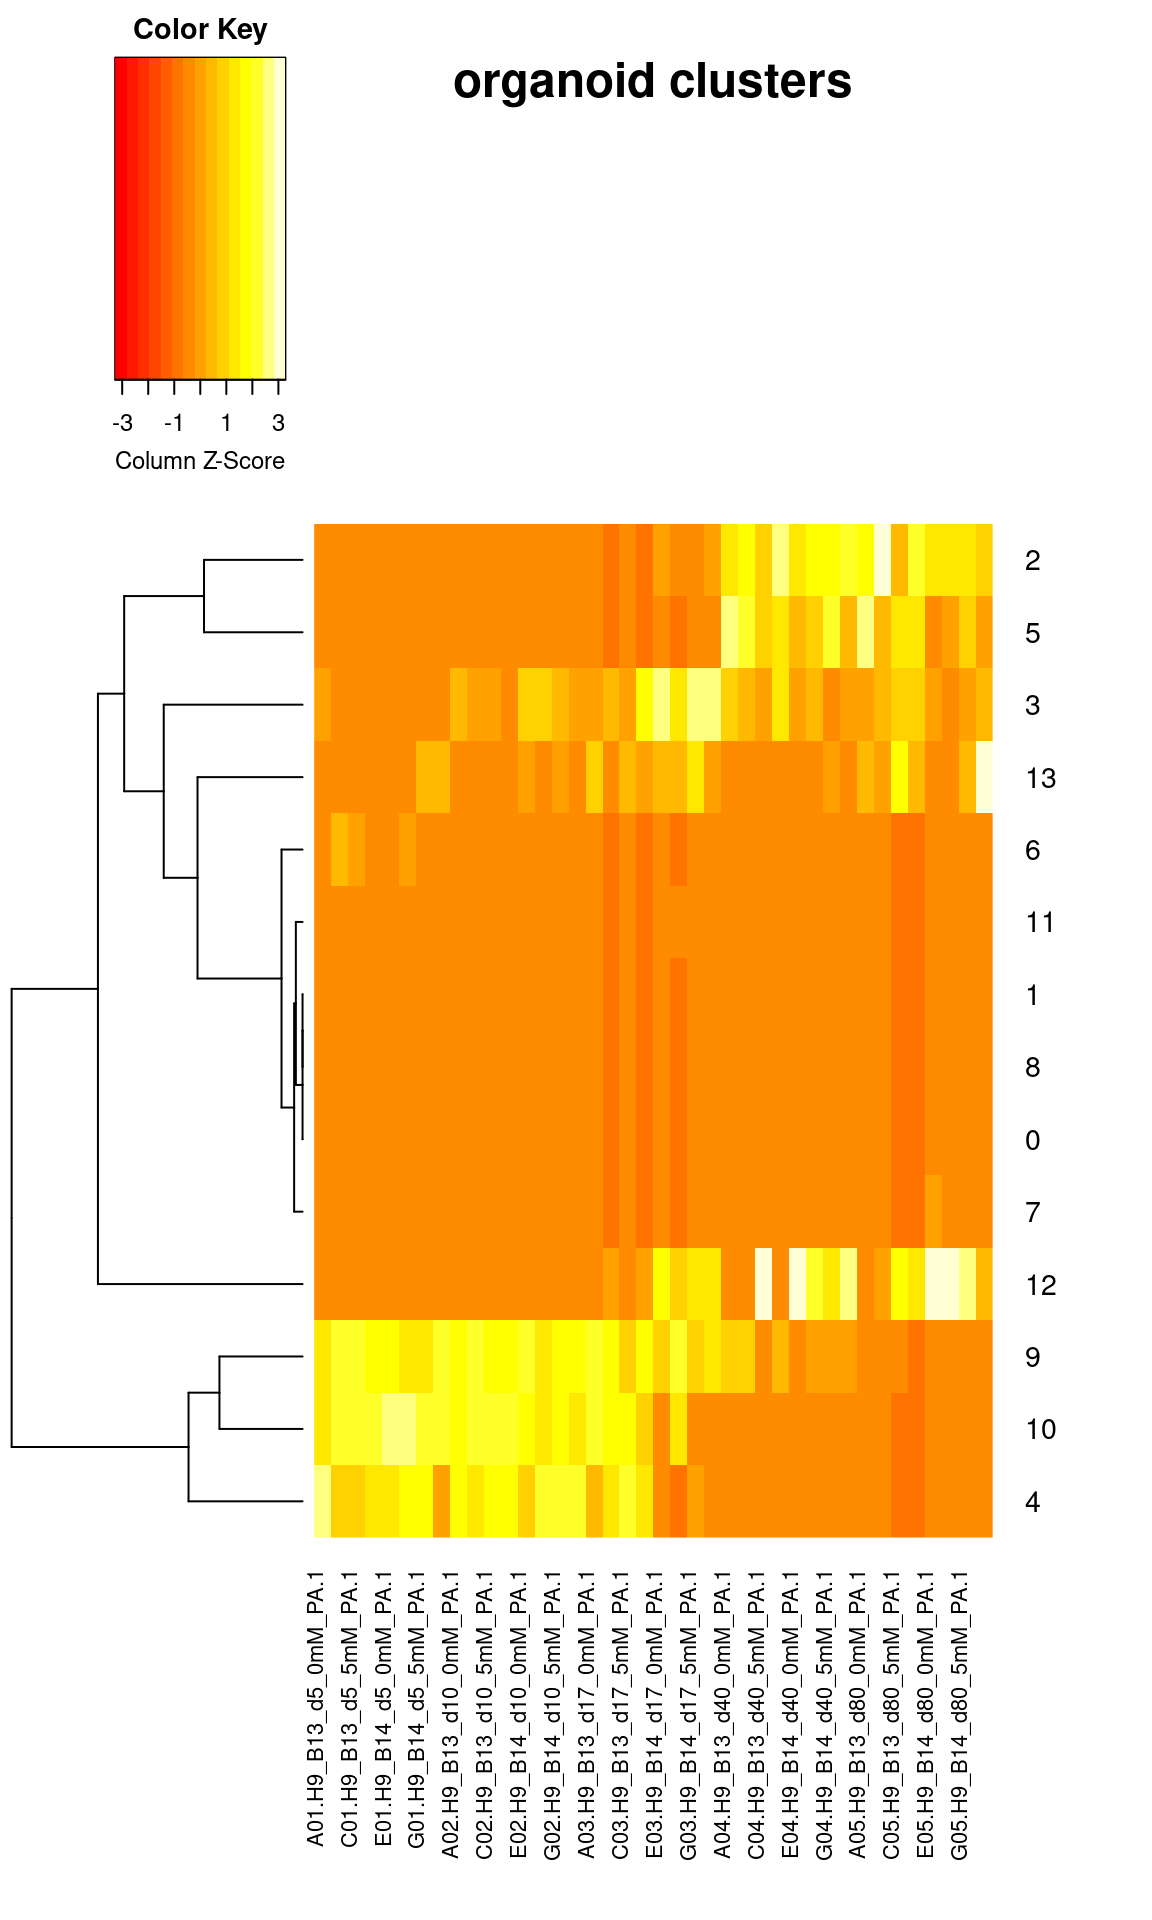 Color Key
organoid clusters
-3 -1 1 3
Column Z-Score
2
5
3
13
6
11
1
8
0
7
12
9
10
4
A01.H9_B13_d5_0mM_PA.1
C01.H9_B13_d5_5mM_PA.1
E01.H9_B14_d5_0mM_PA.1
G01.H9_B14_d5_5mM_PA.1
A02.H9_B13_d10_0mM_PA.1
C02.H9_B13_d10_5mM_PA.1
E02.H9_B14_d10_0mM_PA.1
G02.H9_B14_d10_5mM_PA.1
A03.H9_B13_d17_0mM_PA.1
C03.H9_B13_d17_5mM_PA.1
E03.H9_B14_d17_0mM_PA.1
G03.H9_B14_d17_5mM_PA.1
A04.H9_B13_d40_0mM_PA.1
C04.H9_B13_d40_5mM_PA.1
E04.H9_B14_d40_0mM_PA.1
G04.H9_B14_d40_5mM_PA.1
A05.H9_B13_d80_0mM_PA.1
C05.H9_B13_d80_5mM_PA.1
E05.H9_B14_d80_0mM_PA.1
G05.H9_B14_d80_5mM_PA.1